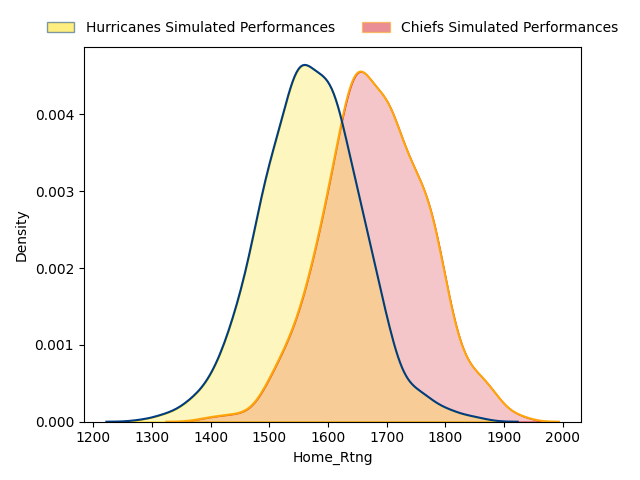 Hurricanes Simulated Performances Chiefs Simulated Performances
0.004
0.003
0.002
0.001
0.000
Density
1200 1300 1400 1500 1600 1700 1800 1900 2000
Home_Rtng